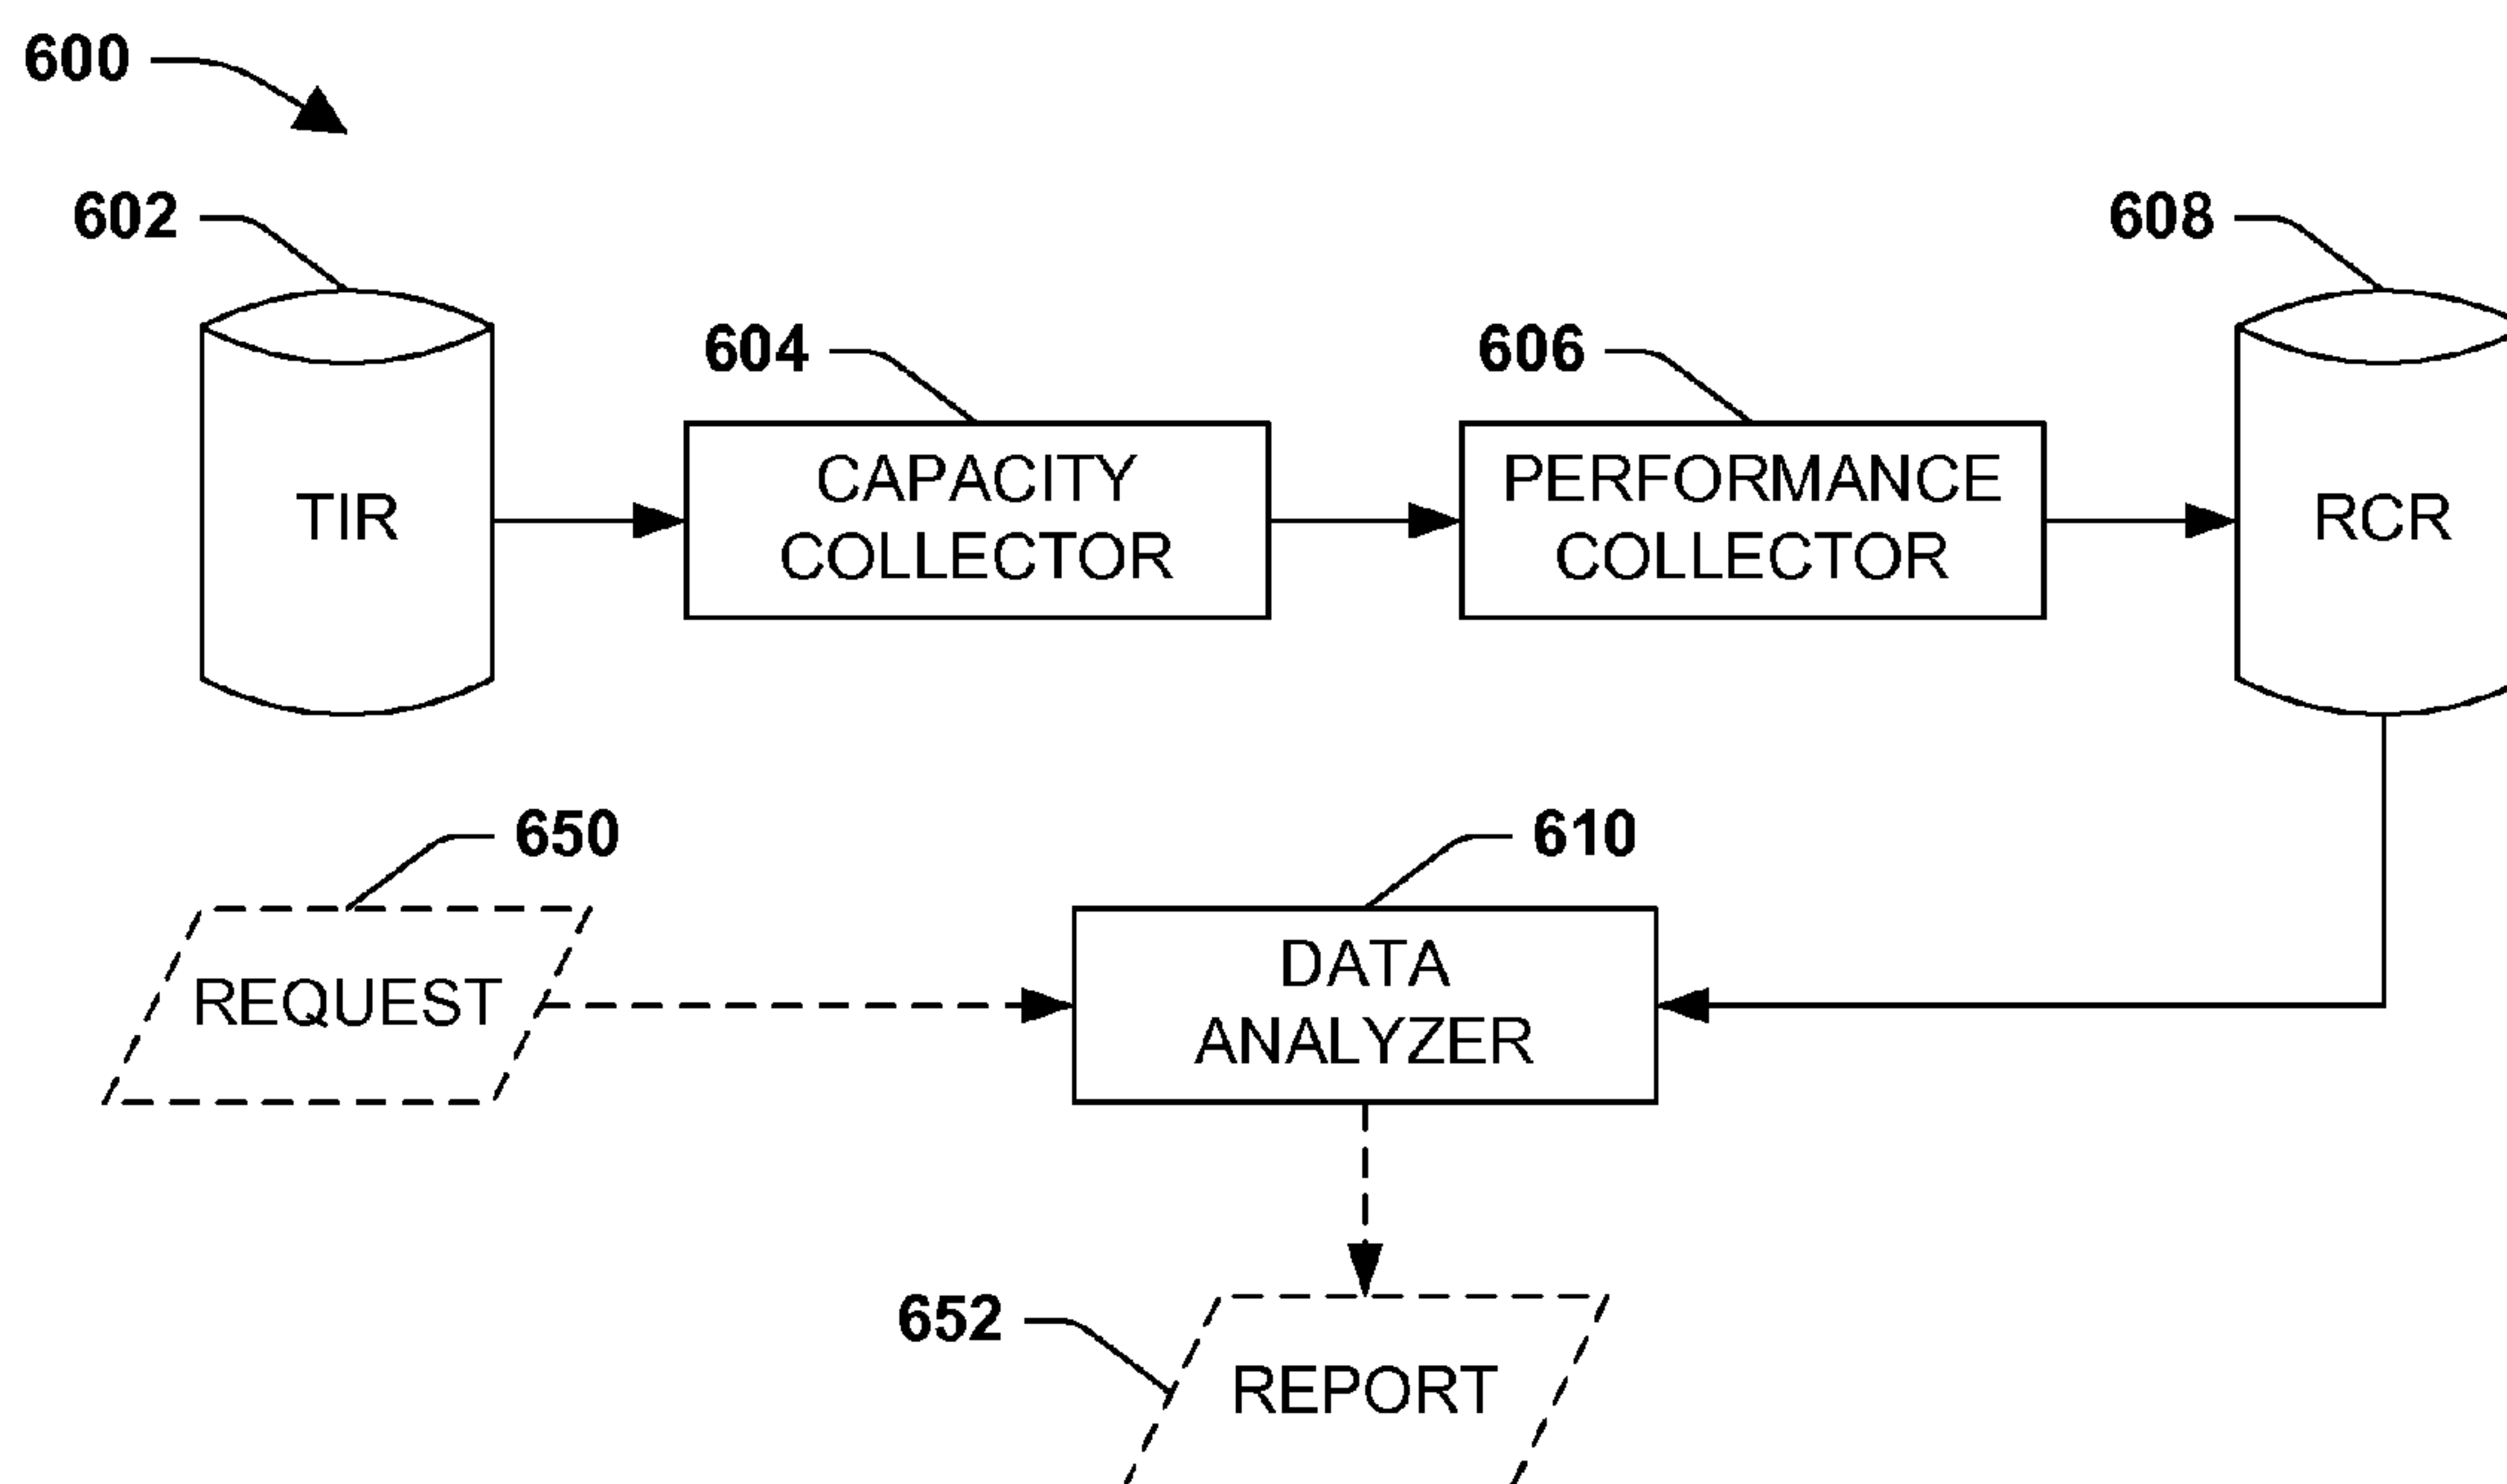 600
602
608
604
606
TIR
CAPACITY
COLLECTOR
PERFORMANCE
COLLECTOR
RCR
650
610
REQUEST
DATA
ANALYZER
652
REPORT